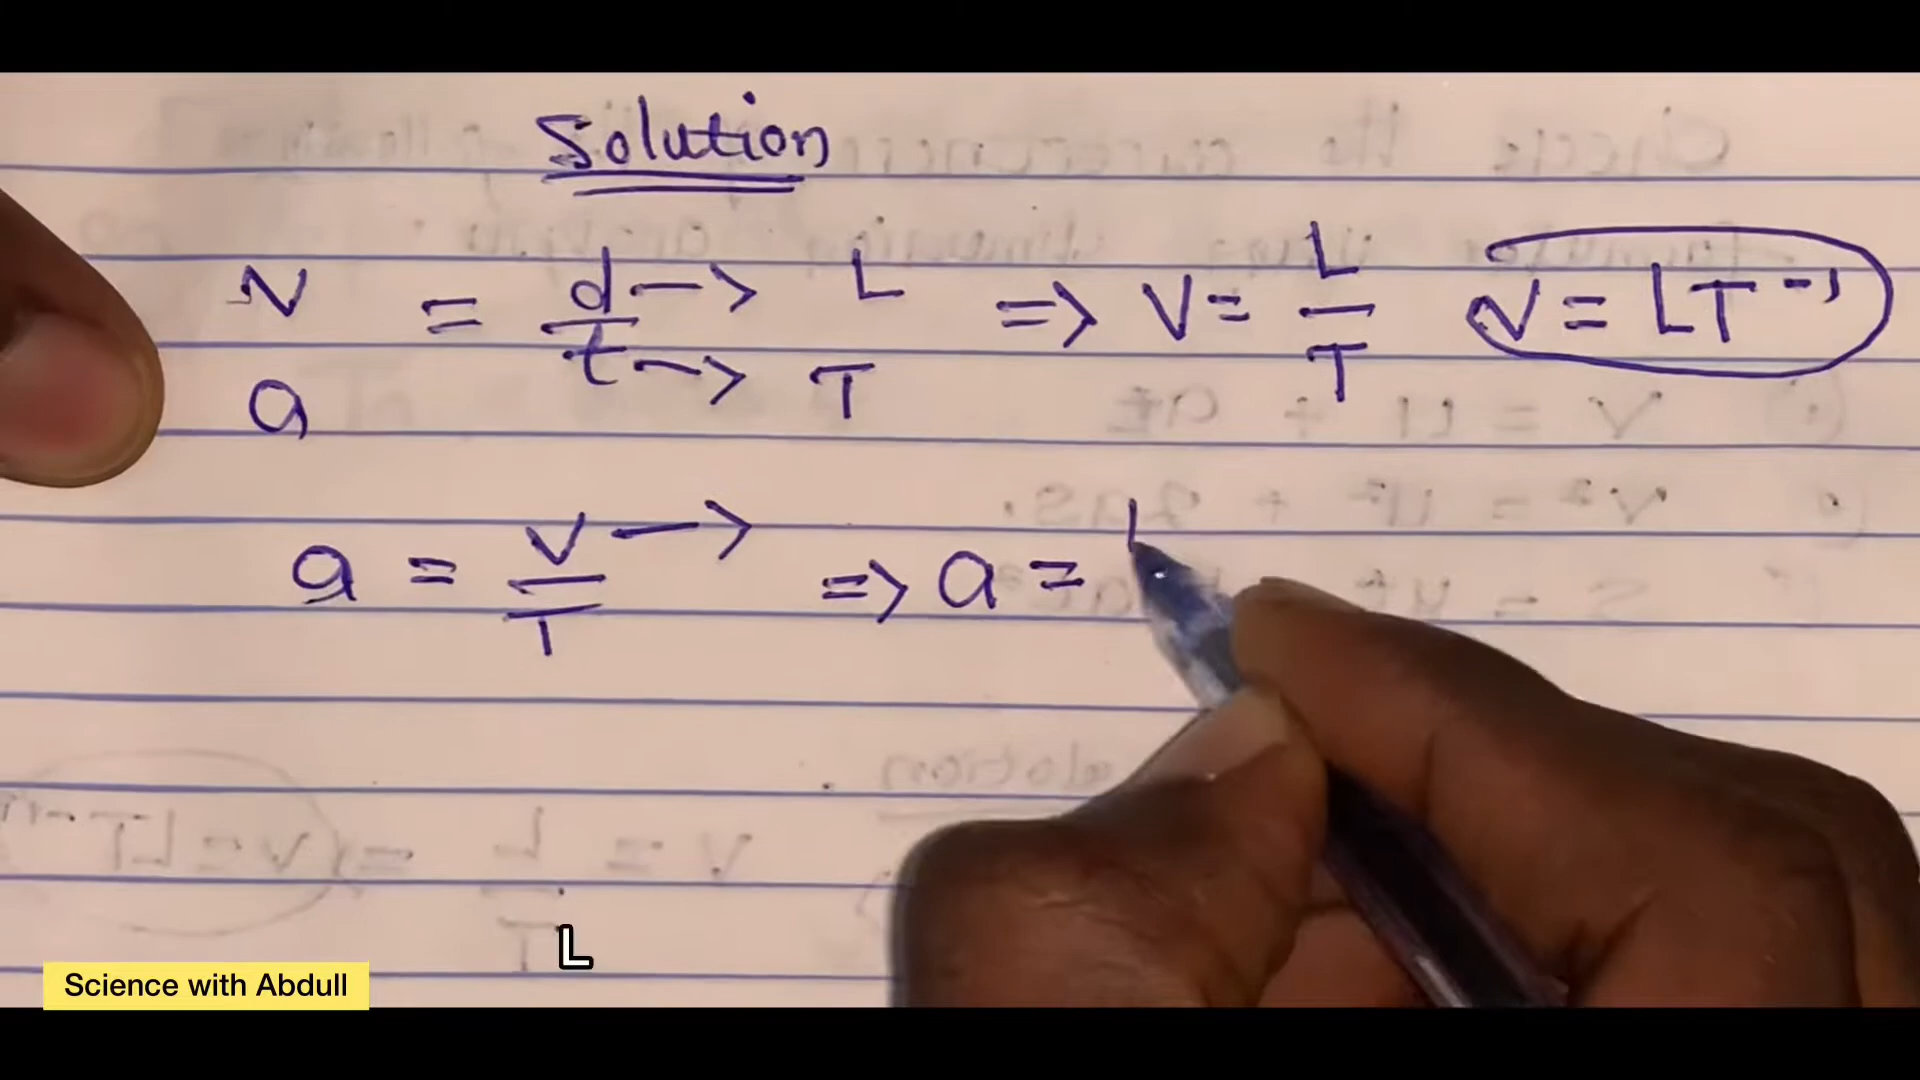 Solution
v = d/t → L → T ⇒ V = L/T v = LT⁻¹
a
a = v/T → ⇒ a = L
L
Science with Abdull